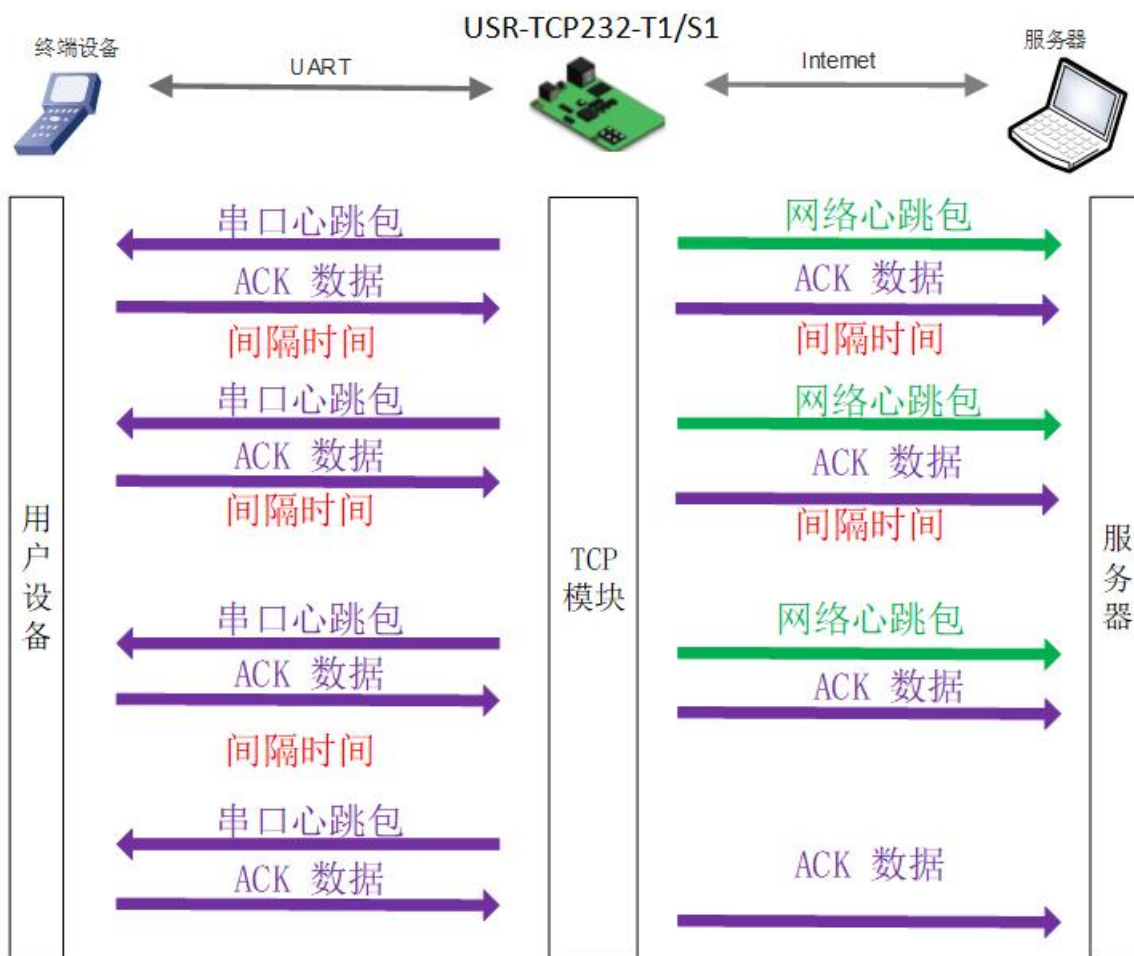 USR-TCP232-T1/S1
终端设备
UART
Internet
服务器
串口心跳包
网络心跳包
ACK 数据
ACK 数据
间隔时间
间隔时间
串口心跳包
网络心跳包
ACK 数据
ACK 数据
间隔时间
间隔时间
用户设备
TCP
模块
服务器
串口心跳包
网络心跳包
ACK 数据
ACK 数据
间隔时间
串口心跳包
ACK 数据
ACK 数据